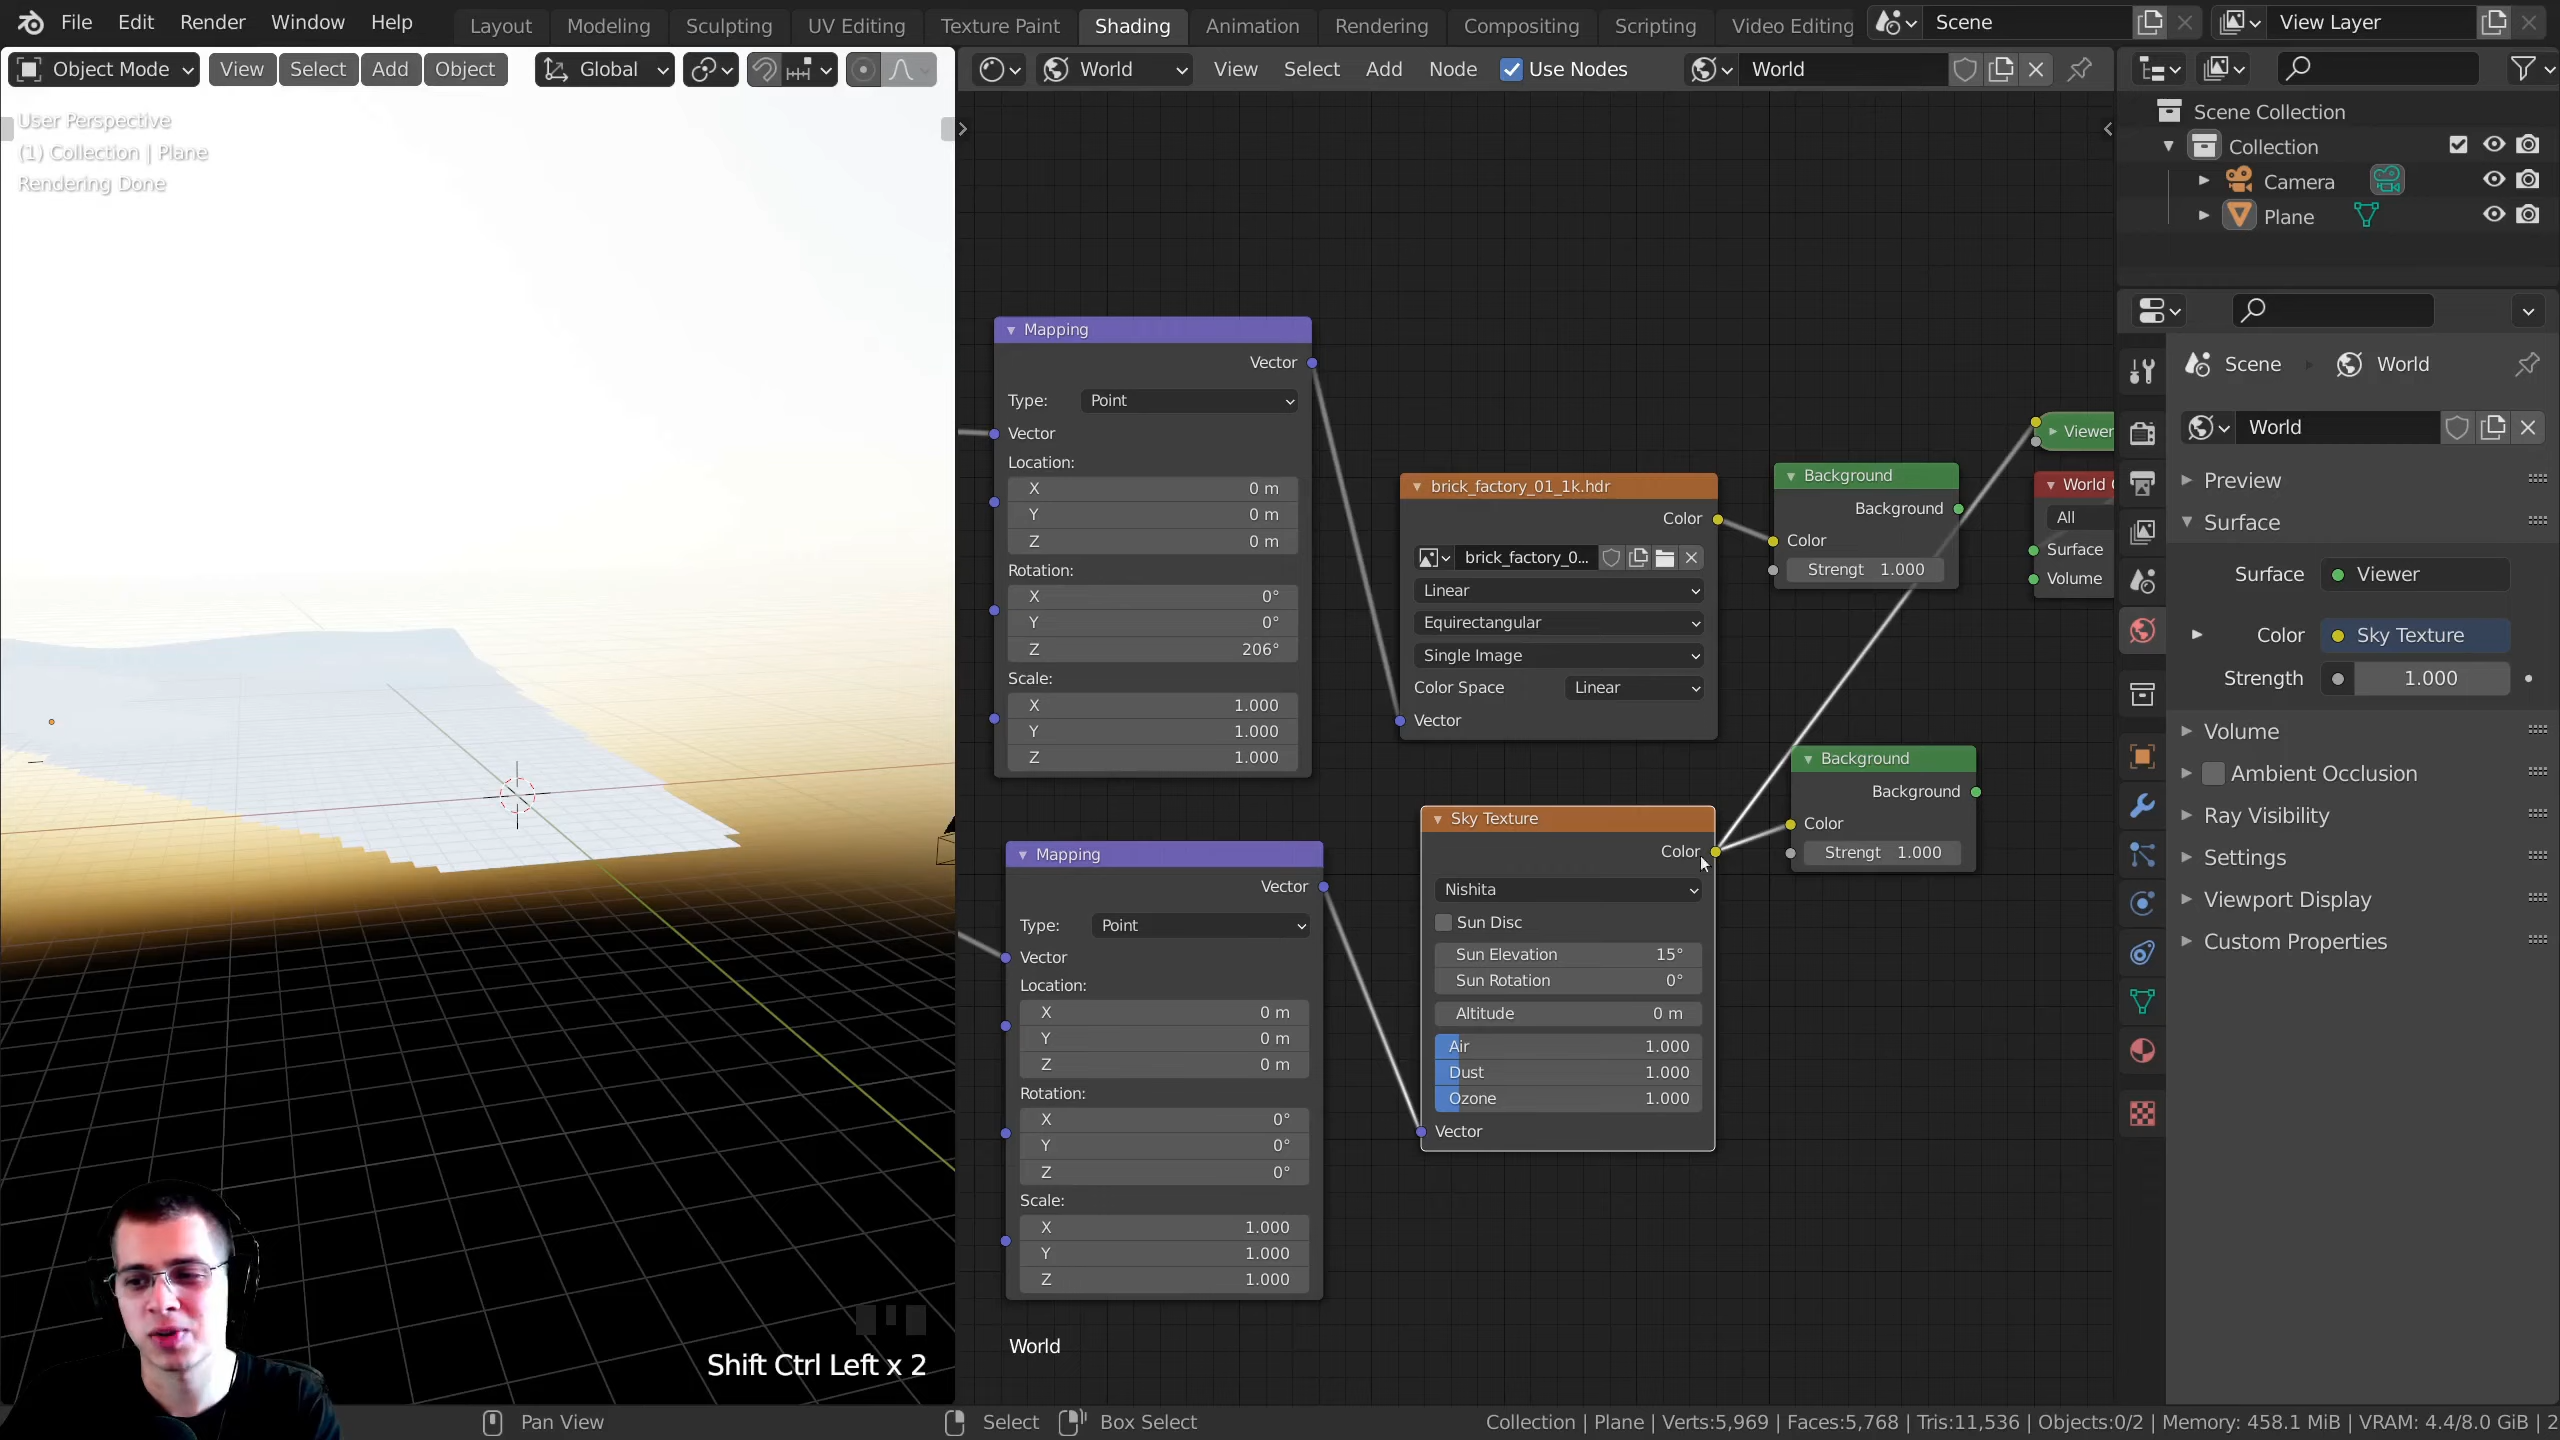 File Edit Render Window Help Layout Modeling Sculpting UV Editing Texture Paint Shading Animation Rendering Compositing Scripting Video Editing Scene View Layer
Object Mode View Select Add Object Global World View Select Add Node Use Nodes World
User Perspective
(1) Collection | Plane
Rendering Done
Scene Collection
Collection
Camera
Plane
Mapping
Vector
Type: Point
Vector
Location:
X 0 m
Y 0 m
Z 0 m
Rotation:
X 0°
Y 0°
Z 206°
Scale:
X 1.000
Y 1.000
Z 1.000
brick_factory_01_1k.hdr
Color
brick_factory_0...
Linear
Equirectangular
Single Image
Color Space Linear
Vector
Background
Background
Color
Strengt 1.000
Viewer
World
All
Surface
Volume
Mapping
Vector
Type: Point
Vector
Location:
X 0 m
Y 0 m
Z 0 m
Rotation:
X 0°
Y 0°
Z 0°
Scale:
X 1.000
Y 1.000
Z 1.000
Sky Texture
Color
Nishita
Sun Disc
Sun Elevation 15°
Sun Rotation 0°
Altitude 0 m
Air 1.000
Dust 1.000
Ozone 1.000
Vector
Background
Background
Color
Strengt 1.000
World
Shift Ctrl Left x 2
Scene World
World
Preview
Surface
Surface Viewer
Color Sky Texture
Strength 1.000
Volume
Ambient Occlusion
Ray Visibility
Settings
Viewport Display
Custom Properties
Pan View Select Box Select Collection | Plane | Verts:5,969 | Faces:5,768 | Tris:11,536 | Objects:0/2 | Memory: 458.1 MiB | VRAM: 4.4/8.0 GiB | 2